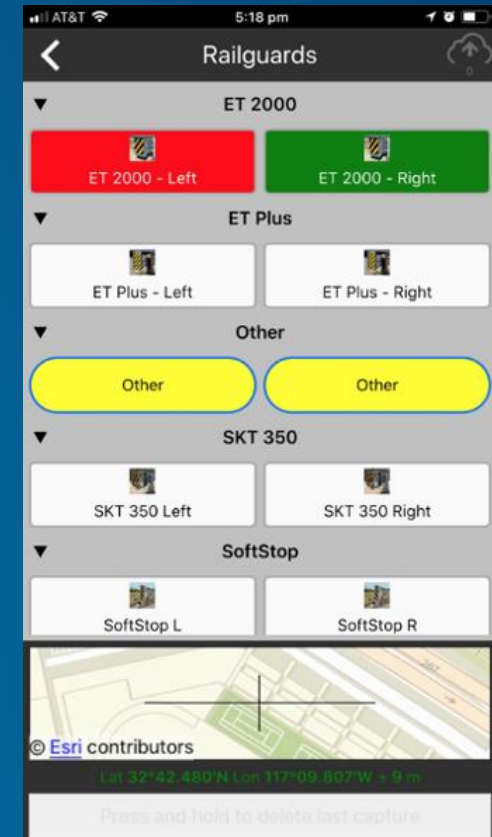 AT&T 5:18 pm
Railguards
0
ET 2000
ET 2000 - Left ET 2000 - Right
ET Plus
ET Plus - Left ET Plus - Right
Other
Other Other
SKT 350
SKT 350 Left SKT 350 Right
SoftStop
SoftStop L SoftStop R
© Esri contributors
Lat 32°42.480'N Lon 117°09.807'W ± 9 m
Press and hold to delete last capture